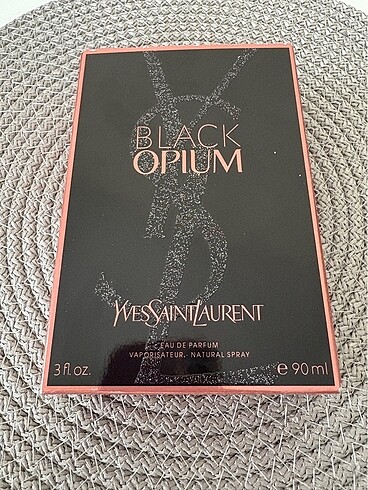 BLACK
OPIUM
YVESSAINTLAURENT
EAU DE PARFUM
VAPORISATEUR - NATURAL SPRAY
3 fl.oz. ℮ 90 ml